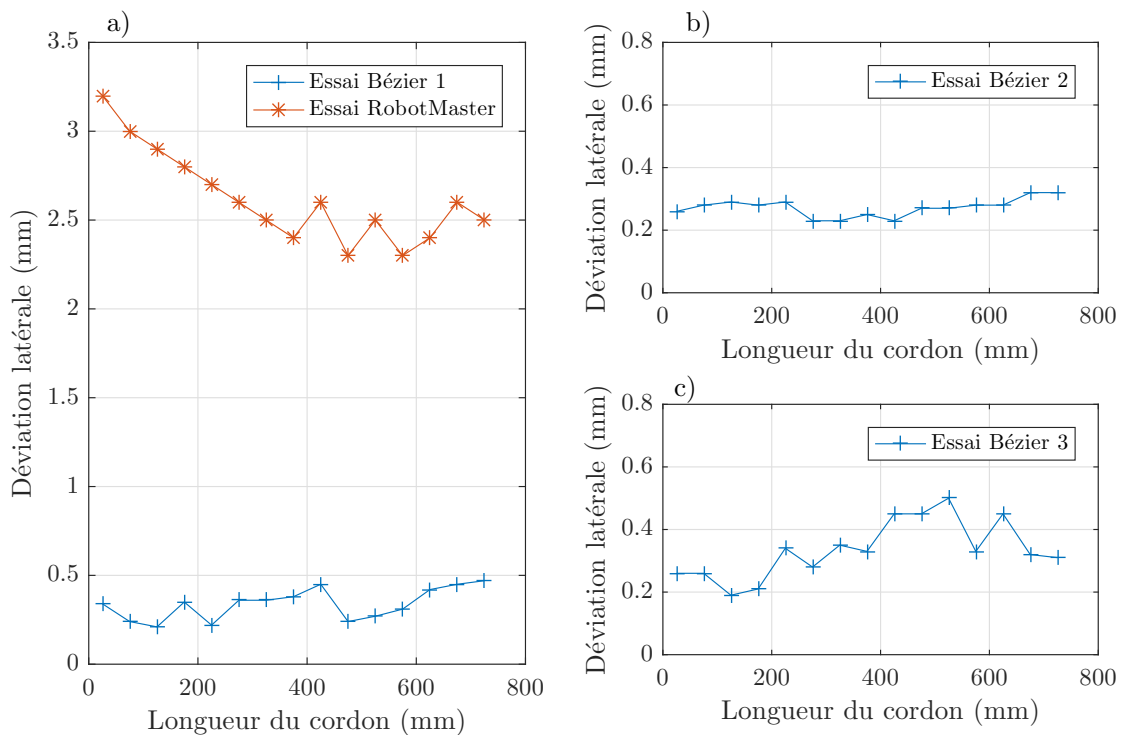 a)
3.5
3
2.5
2
1.5
1
0.5
0
0 200 400 600 800
Déviation latérale (mm)
Longueur du cordon (mm)
Essai Bézier 1
Essai RobotMaster
b)
0.8
0.6
0.4
0.2
0
0 200 400 600 800
Déviation latérale (mm)
Longueur du cordon (mm)
Essai Bézier 2
c)
0.8
0.6
0.4
0.2
0
0 200 400 600 800
Déviation latérale (mm)
Longueur du cordon (mm)
Essai Bézier 3